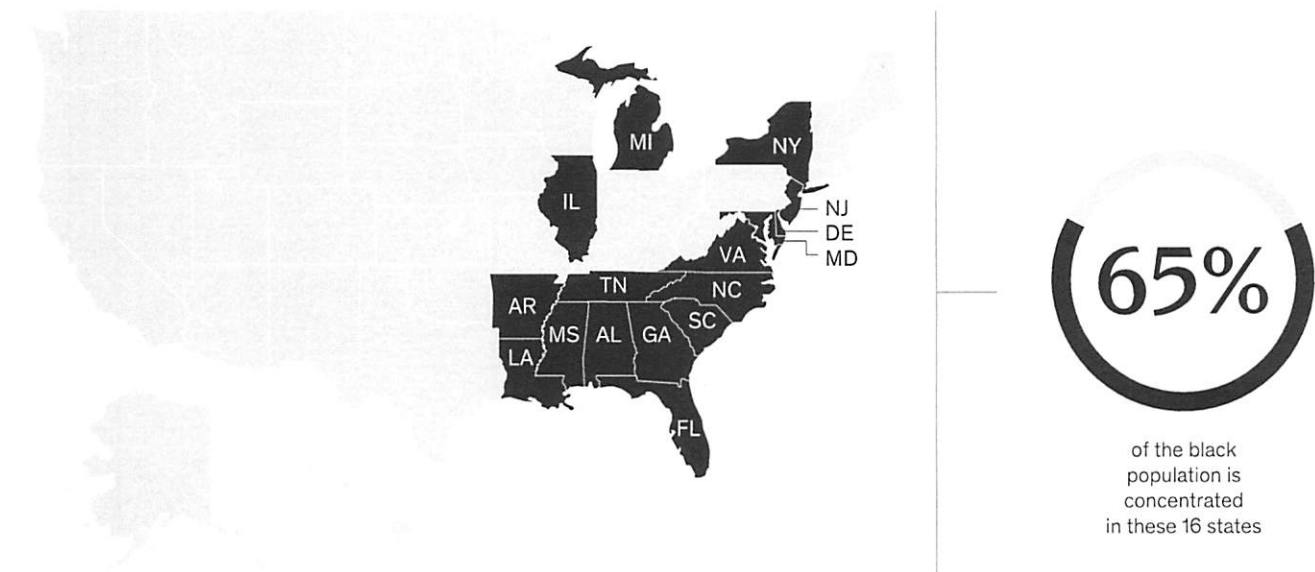 MI
NY
IL
NJ
DE
VA
MD
TN
NC
AR
SC
MS
AL
GA
LA
FL
65%
of the black
population is
concentrated
in these 16 states